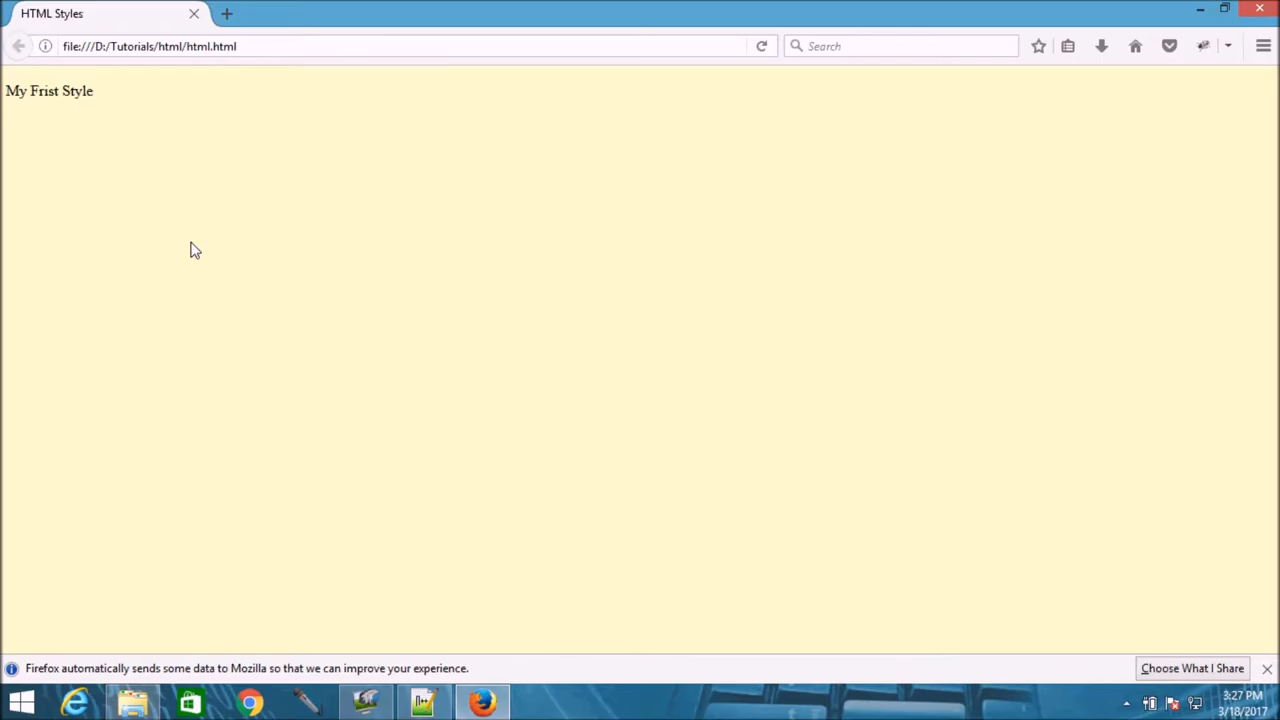 HTML Styles
file:///D:/Tutorials/html/html.html
Search
My Frist Style
Firefox automatically sends some data to Mozilla so that we can improve your experience.
Choose What I Share
3:27 PM
3/18/2017